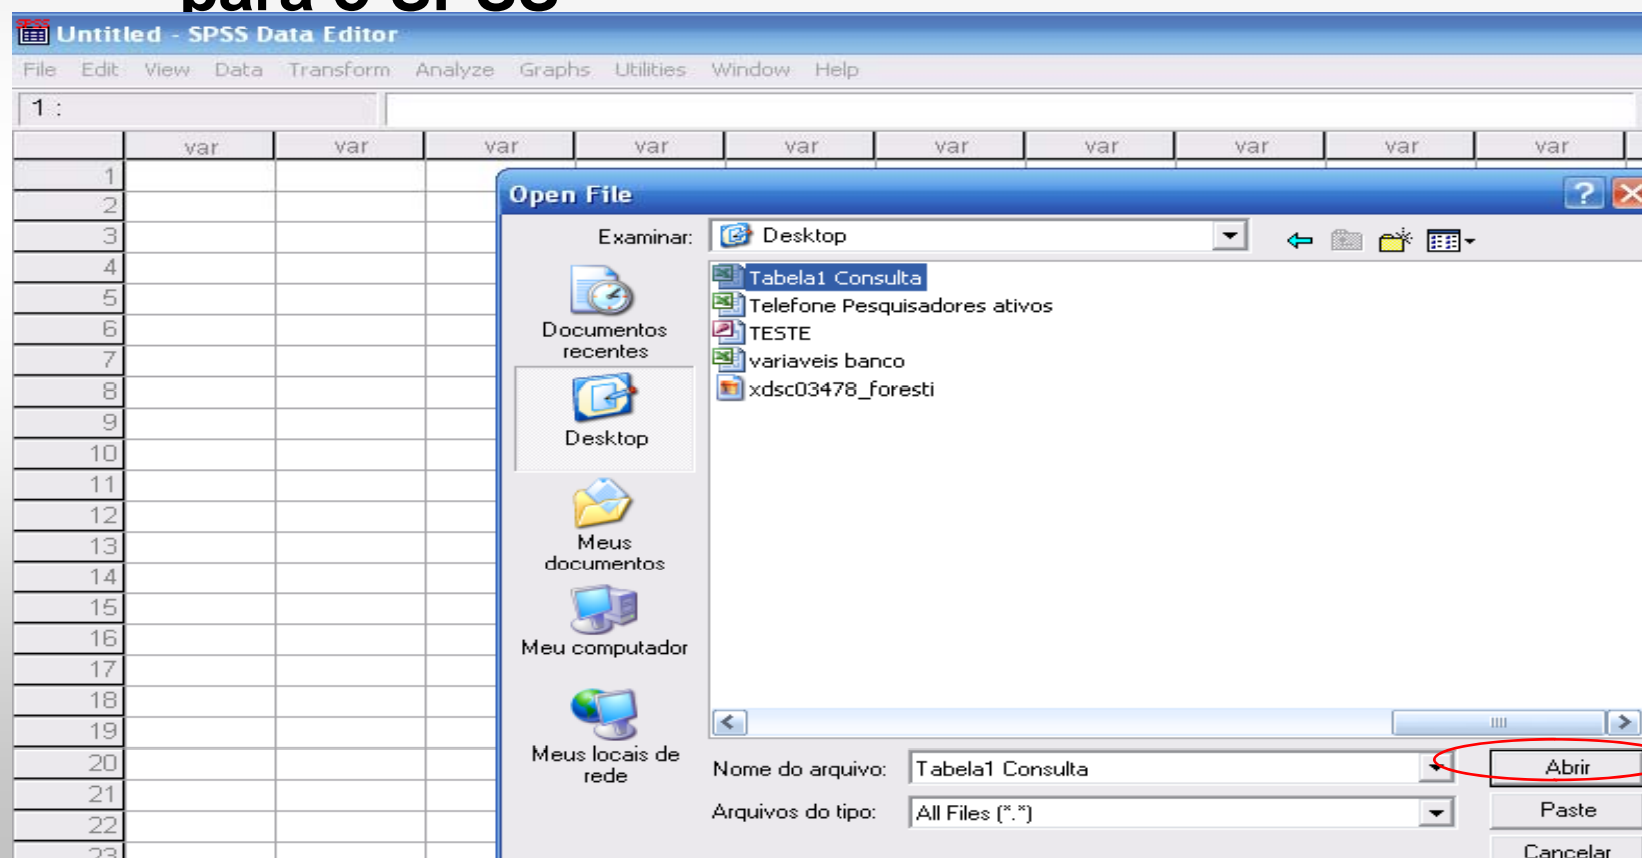 para o SPSS
Untitled - SPSS Data Editor
File Edit View Data Transform Analyze Graphs Utilities Window Help
1 :
var var var var var var var var var var
1
2
3
4
5
6
7
8
9
10
11
12
13
14
15
16
17
18
19
20
21
22
23
Open File
Examinar: Desktop
Tabela1 Consulta
Telefone Pesquisadores ativos
TESTE
variaveis banco
xdsc03478_foresti
Documentos
recentes
Desktop
Meus
documentos
Meu computador
Meus locais de
rede
Nome do arquivo: Tabela1 Consulta Abrir
Arquivos do tipo: All Files (*.*) Paste
Cancelar